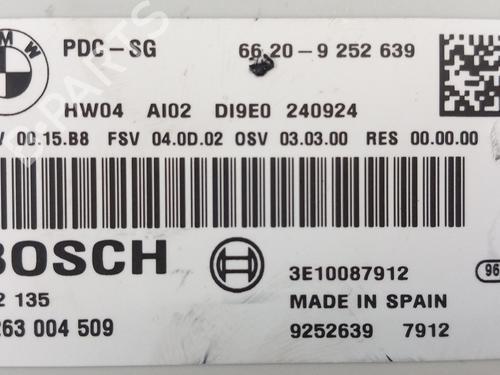 BMW PDC-SG 66.20-9 252 639
HW04 AI02 DI9E0 240924
V 00.15.B8 FSV 04.0D.02 OSV 03.03.00 RES 00.00.00
BOSCH 3E10087912 96
2 135 MADE IN SPAIN
263 004 509 9252639 7912